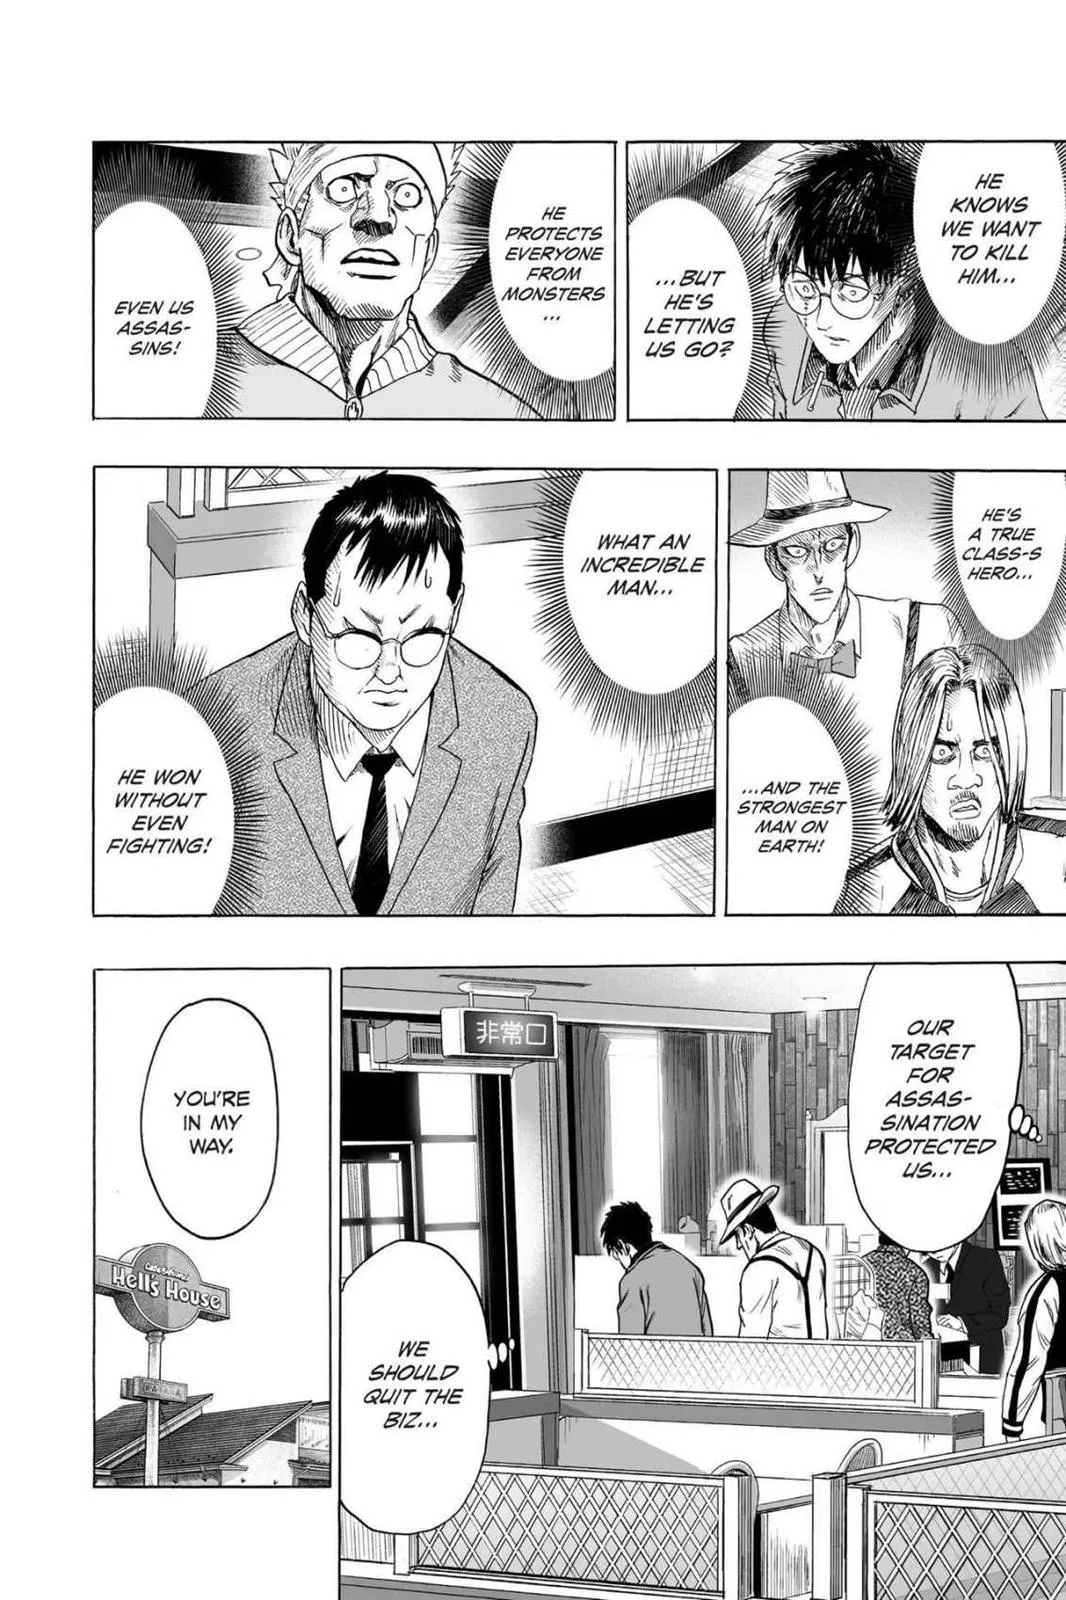 HE
KNOWS
WE WANT
TO KILL
HIM...
...BUT
HE'S
LETTING
US GO?
HE
PROTECTS
EVERYONE
FROM
MONSTERS
...
EVEN US
ASSAS-
SINS!
HE'S
A TRUE
CLASS-S
HERO...
...AND THE
STRONGEST
MAN ON
EARTH!
WHAT AN
INCREDIBLE
MAN...
HE WON
WITHOUT
EVEN
FIGHTING!
OUR
TARGET
FOR
ASSAS-
SINATION
PROTECTED
US...
非常口
WE
SHOULD
QUIT THE
BIZ...
YOU'RE
IN MY
WAY.
Hell's House